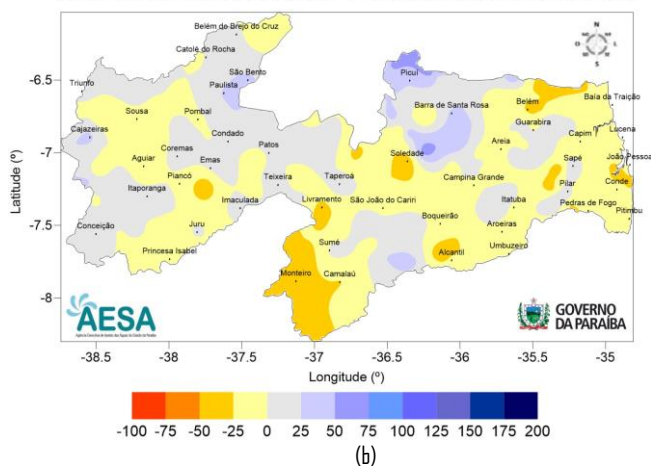 Belém do Brejo do Cruz
Catolé do Rocha
N
O L
S
-6.5
Triunfo
São Bento
Paulista
Picuí
Belém
Baía da Traição
Sousa
Pombal
Barra de Santa Rosa
Guarabira
Lucena
Cajazeiras
Condado
Areia
Capim
-7
Coremas
Patos
Soledade
João Pessoa
Aguiar
Emas
Sapé
Piancó
Teixeira
Taperoá
Campina Grande
Conde
Itaporanga
Pilar
Livramento
São João do Cariri
Itatuba
Pedras de Fogo
Imaculada
Pitimbu
Latitude (º)
-7.5
Conceição
Juru
Boqueirão
Aroeiras
Princesa Isabel
Sumé
Alcantil
Umbuzeiro
Monteiro
Camalaú
-8
AESA
GOVERNO
DA PARAÍBA
-38.5 -38 -37.5 -37 -36.5 -36 -35.5 -35
Longitude (º)
-100 -75 -50 -25 0 25 50 75 100 125 150 175 200
(b)